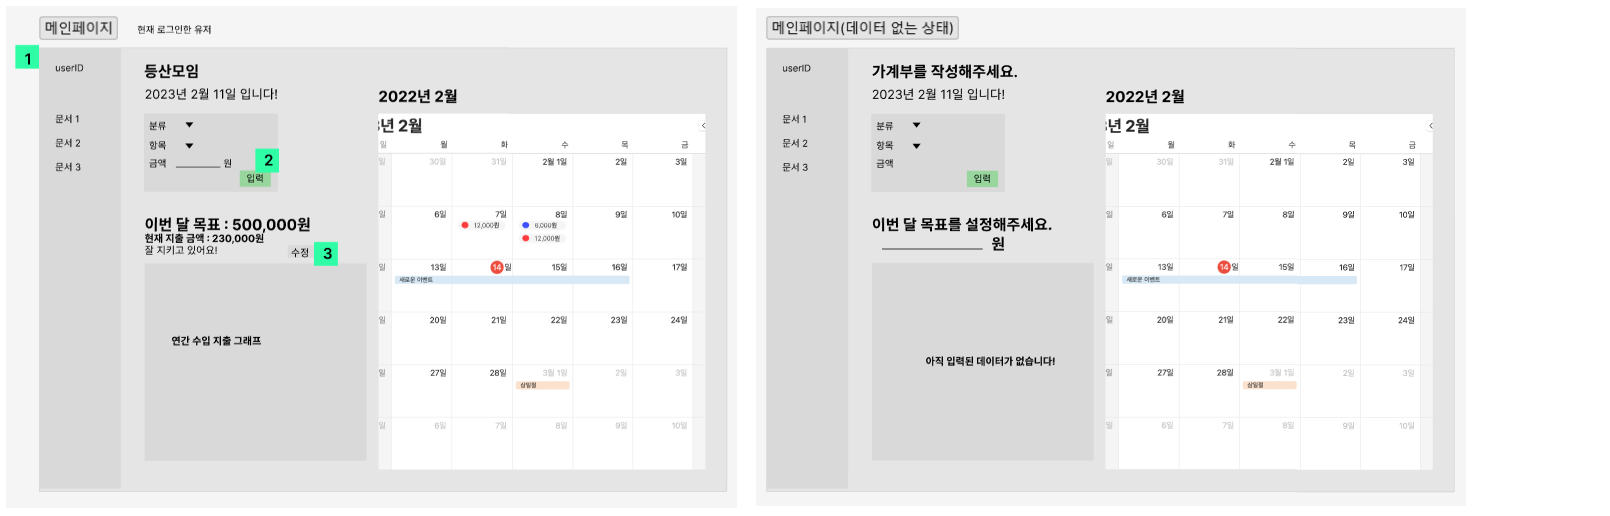 메인페이지
현재 로그인한 유저
1
userID
문서 1
문서 2
문서 3
등산모임
2023년 2월 11일 입니다!
분류
항목
금액 원
2
입력
이번 달 목표 : 500,000원
현재 지출 금액 : 230,000원
잘 지키고 있어요!
수정
3
연간 수입 지출 그래프
2022년 2월
년 2월
일 월 화 수 목 금
일 30일 31일 2월 1일 2일 3일
일 6일 7일 8일 9일 10일
12,000원 6,000원
12,000원
일 13일 14 일 15일 16일 17일
새로운 이벤트
일 20일 21일 22일 23일 24일
일 27일 28일 3월 1일 2일 3일
삼일절
일 6일 7일 8일 9일 10일
메인페이지(데이터 없는 상태)
userID
문서 1
문서 2
문서 3
가계부를 작성해주세요.
2023년 2월 11일 입니다!
분류
항목
금액
입력
이번 달 목표를 설정해주세요.
원
아직 입력된 데이터가 없습니다!
2022년 2월
년 2월
일 월 화 수 목 금
일 30일 31일 2월 1일 2일 3일
일 6일 7일 8일 9일 10일
일 13일 14 일 15일 16일 17일
새로운 이벤트
일 20일 21일 22일 23일 24일
일 27일 28일 3월 1일 2일 3일
삼일절
일 6일 7일 8일 9일 10일